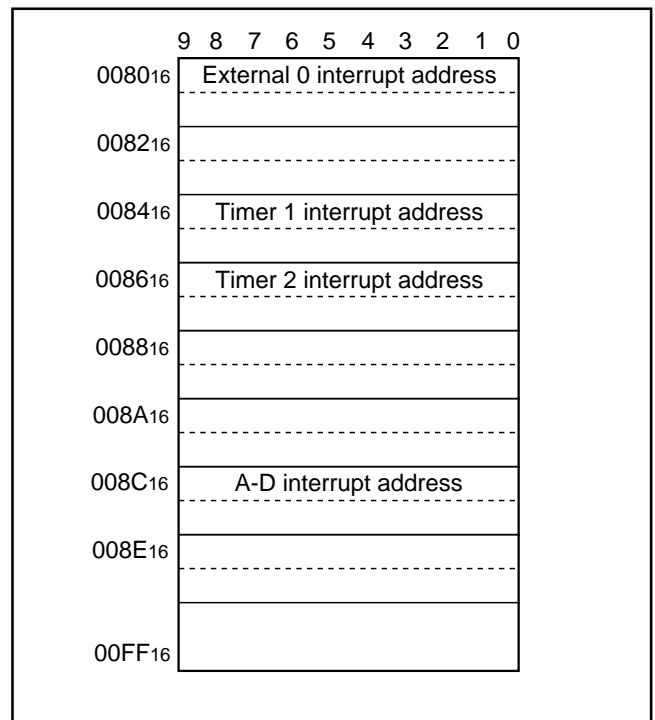 9 8 7 6 5 4 3 2 1 0
008016 External 0 interrupt address
008216
008416 Timer 1 interrupt address
008616 Timer 2 interrupt address
008816
008A16
008C16 A-D interrupt address
008E16
00FF16